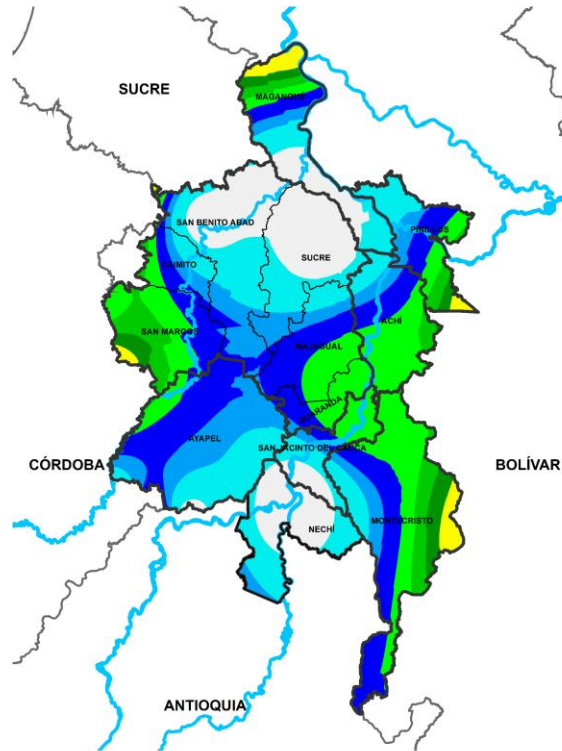 SUCRE
MAGANGUÉ
SAN BENITO ABAD
SUCRE
PINILLOS
CAIMITO
SAN MARCOS
MAJAGUAL
ACHÍ
GUARANDA
AYAPEL
SAN JACINTO DEL CAUCA
CÓRDOBA
BOLÍVAR
NECHÍ
MONTECRISTO
ANTIOQUIA